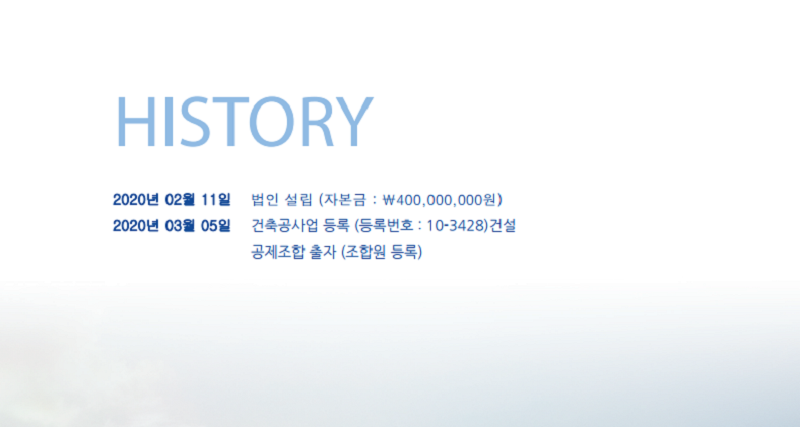 HISTORY
2020년 02월 11일 법인 설립 (자본금 : ₩400,000,000원)
2020년 03월 05일 건축공사업 등록 (등록번호 : 10-3428)건설
공제조합 출자 (조합원 등록)